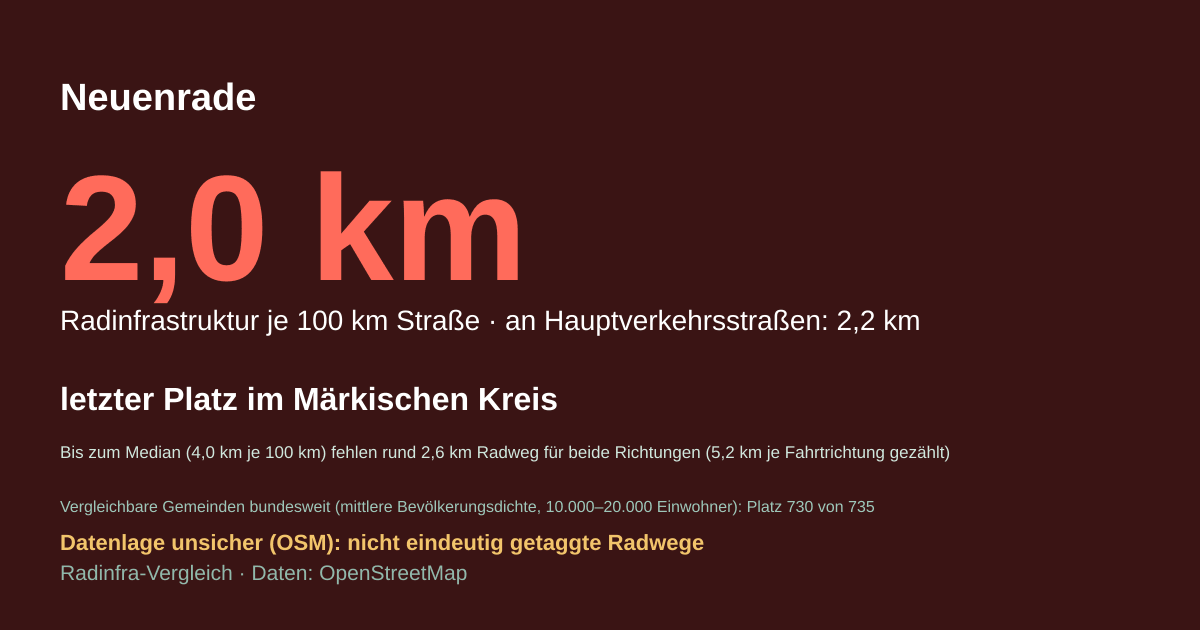 Neuenrade
2,0 km
Radinfrastruktur je 100 km Straße · an Hauptverkehrsstraßen: 2,2 km
letzter Platz im Märkischen Kreis
Bis zum Median (4,0 km je 100 km) fehlen rund 2,6 km Radweg für beide Richtungen (5,2 km je Fahrtrichtung gezählt)
Vergleichbare Gemeinden bundesweit (mittlere Bevölkerungsdichte, 10.000–20.000 Einwohner): Platz 730 von 735
Datenlage unsicher (OSM): nicht eindeutig getaggte Radwege
Radinfra-Vergleich · Daten: OpenStreetMap